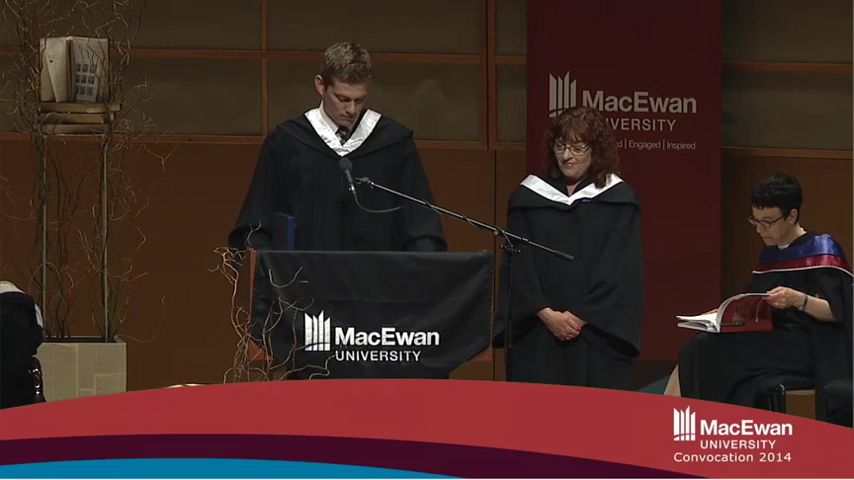 MacEwan
UNIVERSITY
d | Engaged | Inspired
MacEwan
UNIVERSITY
MacEwan
UNIVERSITY
Convocation 2014